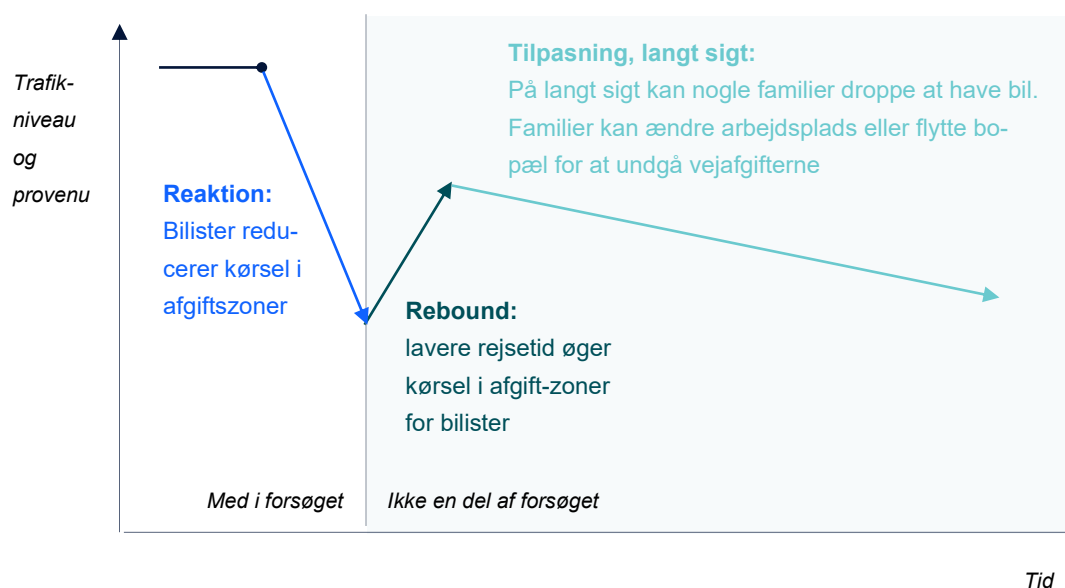 Trafik-
niveau
og
provenu
Reaktion:
Bilister redu-
cerer kørsel i
afgiftszoner
Tilpasning, langt sigt:
På langt sigt kan nogle familier droppe at have bil.
Familier kan ændre arbejdsplads eller flytte bo-
pæl for at undgå vejafgifterne
Rebound:
lavere rejsetid øger
kørsel i afgift-zoner
for bilister
Med i forsøget
Ikke en del af forsøget
Tid